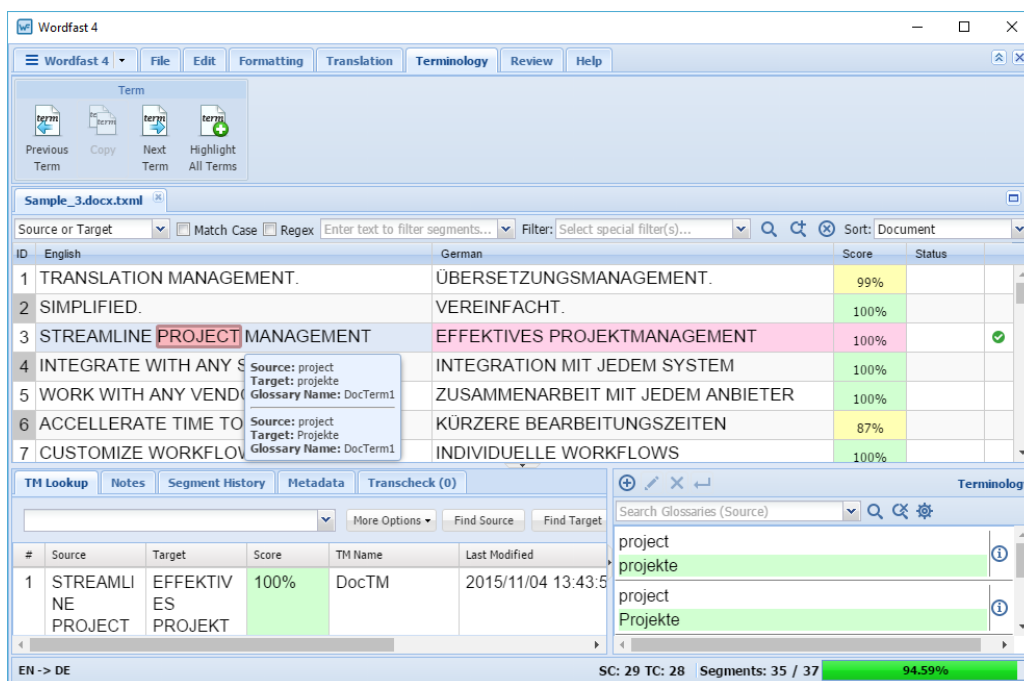 Wordfast 4
Wordfast 4 File Edit Formatting Translation Terminology Review Help
Term
term term term term
Previous Term Copy Next Term Highlight All Terms
Sample_3.docx.txml
Source or Target Match Case Regex Enter text to filter segments... Filter: Select special filter(s)... Sort: Document
ID English German Score Status
1 TRANSLATION MANAGEMENT. ÜBERSETZUNGSMANAGEMENT. 99%
2 SIMPLIFIED. VEREINFACHT. 100%
3 STREAMLINE PROJECT MANAGEMENT EFFEKTIVES PROJEKTMANAGEMENT 100%
4 INTEGRATE WITH ANY S INTEGRATION MIT JEDEM SYSTEM 100%
5 WORK WITH ANY VENDO ZUSAMMENARBEIT MIT JEDEM ANBIETER 100%
6 ACCELLERATE TIME TO KÜRZERE BEARBEITUNGSZEITEN 87%
7 CUSTOMIZE WORKFLOW INDIVIDUELLE WORKFLOWS 100%
Source: project
Target: projekte
Glossary Name: DocTerm1
Source: project
Target: Projekte
Glossary Name: DocTerm1
TM Lookup Notes Segment History Metadata Transcheck (0)
More Options Find Source Find Target
# Source Target Score TM Name Last Modified
1 STREAMLI EFFEKTIV 100% DocTM 2015/11/04 13:43:5
NE ES
PROJECT PROJEKT
Terminology
Search Glossaries (Source)
project
projekte
project
Projekte
EN -> DE SC: 29 TC: 28 Segments: 35 / 37 94.59%